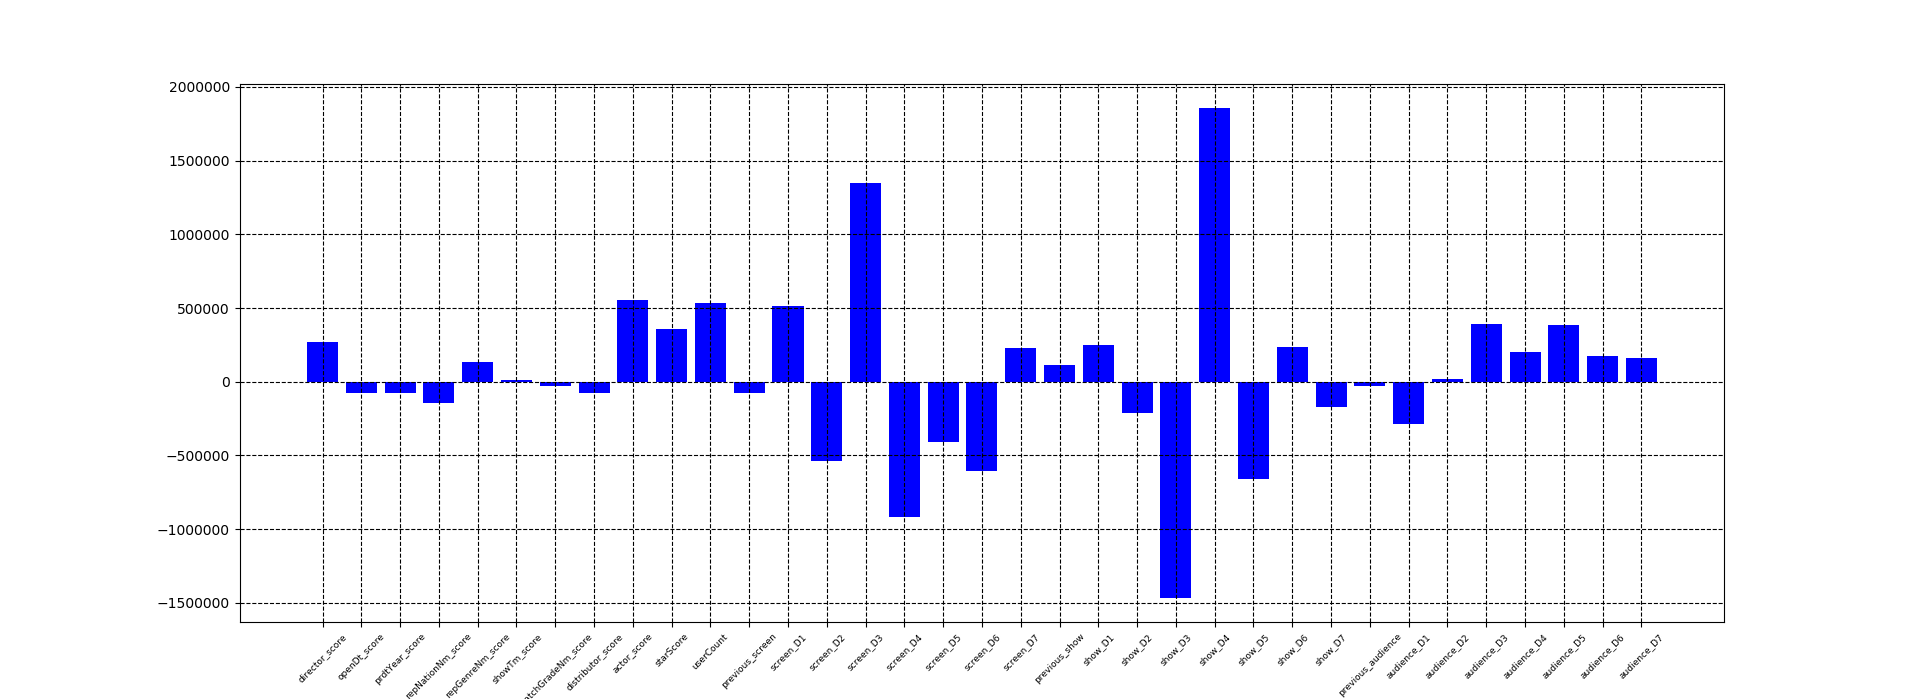 2000000
1500000
1000000
500000
0
−500000
−1000000
−1500000
director_score
openDt_score
prdtYear_score
repNationNm_score
repGenreNm_score
showTm_score
tchGradeNm_score
distributor_score
actor_score
starScore
userCount
previous_screen
screen_D1
screen_D2
screen_D3
screen_D4
screen_D5
screen_D6
screen_D7
previous_show
show_D1
show_D2
show_D3
show_D4
show_D5
show_D6
show_D7
previous_audience
audience_D1
audience_D2
audience_D3
audience_D4
audience_D5
audience_D6
audience_D7